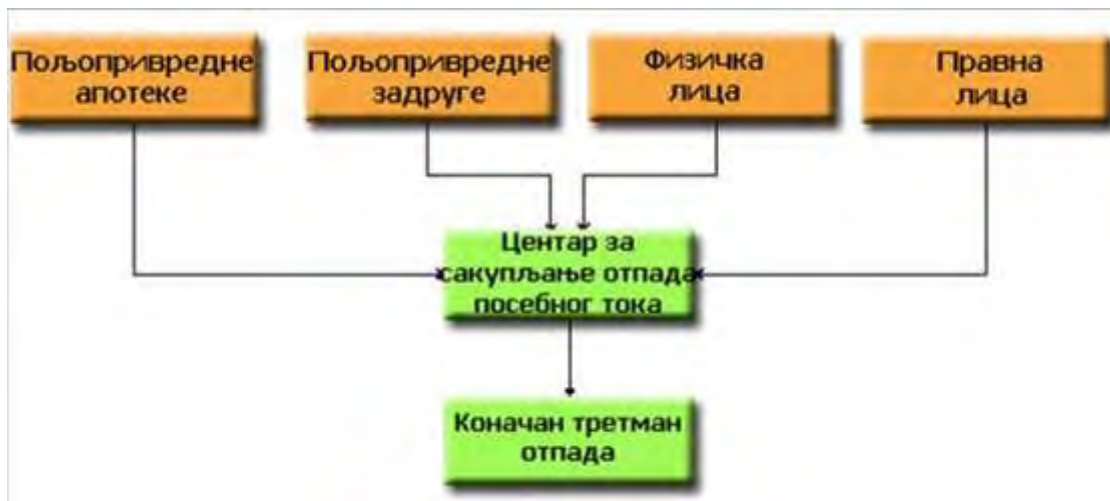 Пољопривредне
апотеке
Пољопривредне
задруге
Физичка
лица
Правна
лица
Центар за
сакупљање отпада
посебног тока
Коначан третман
отпада